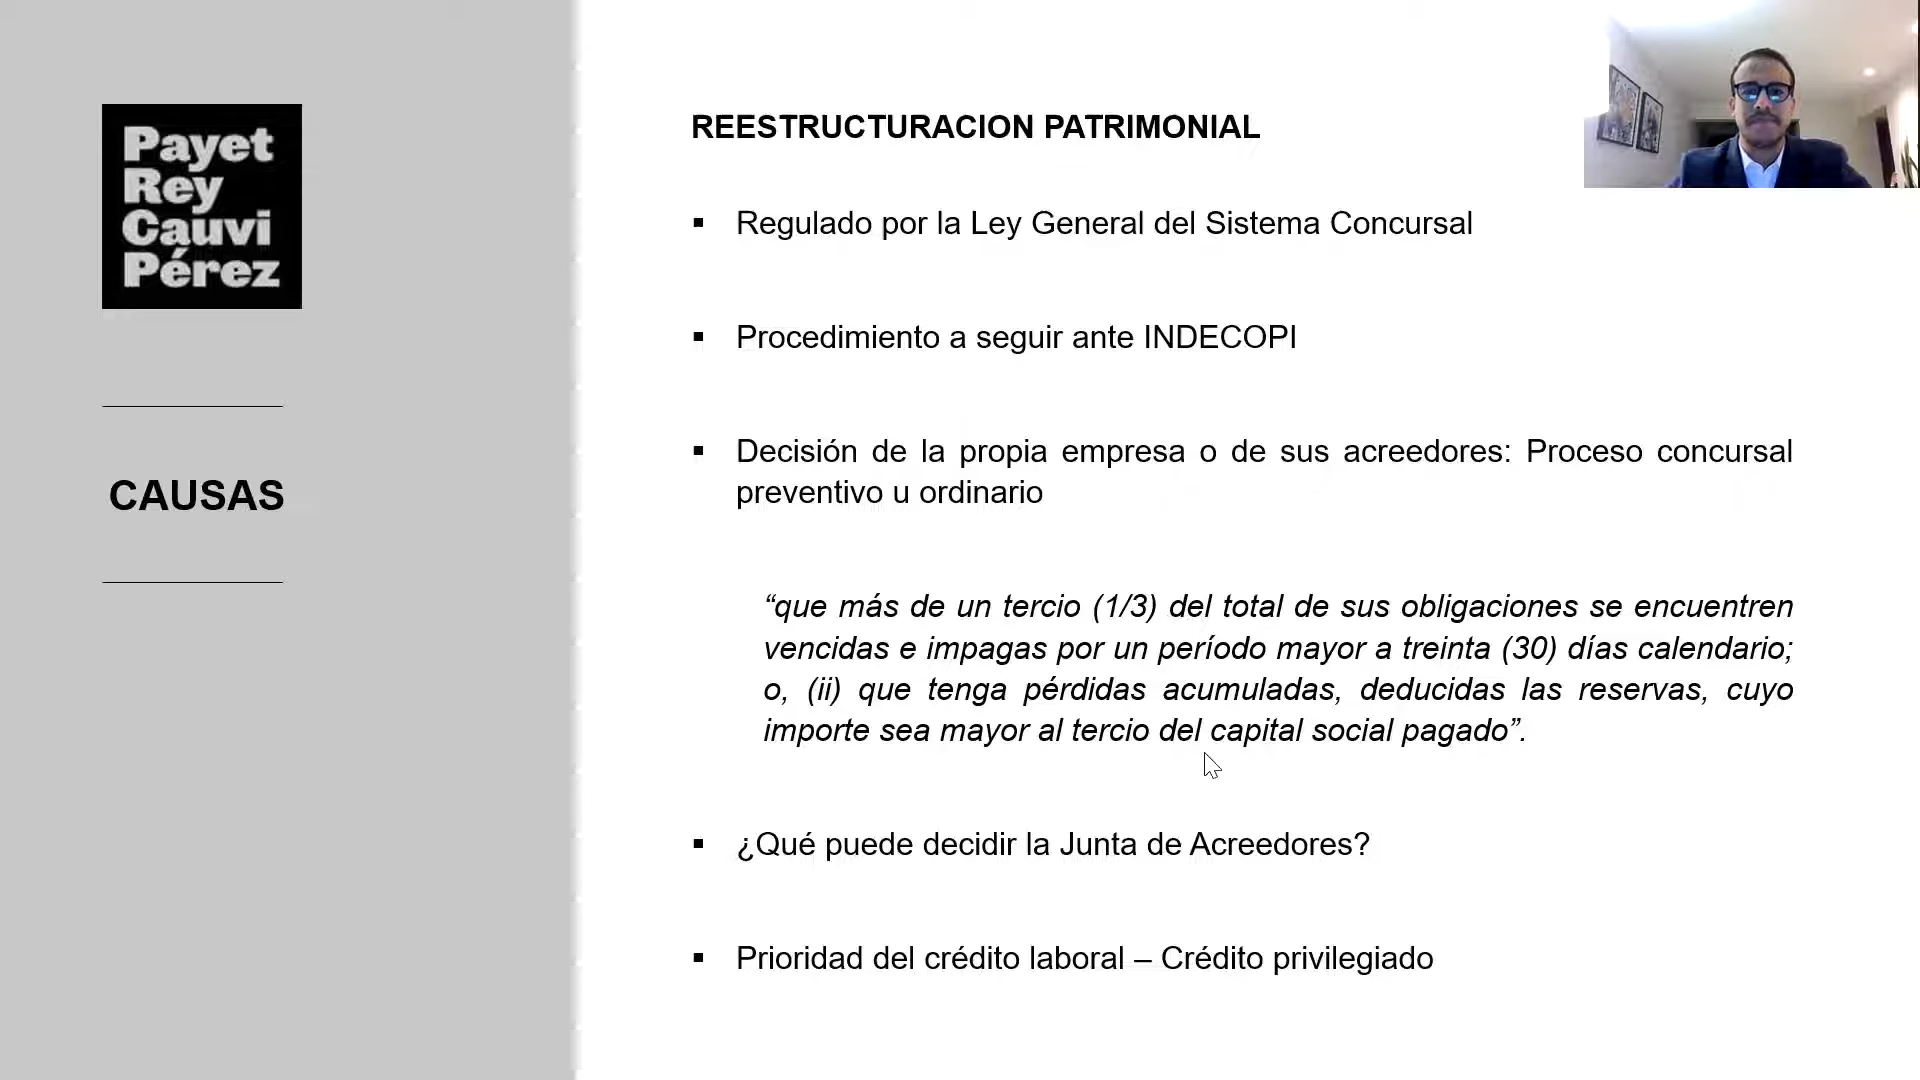 Payet
Rey
Cauvi
Pérez
CAUSAS
REESTRUCTURACION PATRIMONIAL
▪ Regulado por la Ley General del Sistema Concursal
▪ Procedimiento a seguir ante INDECOPI
▪ Decisión de la propia empresa o de sus acreedores: Proceso concursal
preventivo u ordinario
“que más de un tercio (1/3) del total de sus obligaciones se encuentren
vencidas e impagas por un período mayor a treinta (30) días calendario;
o, (ii) que tenga pérdidas acumuladas, deducidas las reservas, cuyo
importe sea mayor al tercio del capital social pagado”.
▪ ¿Qué puede decidir la Junta de Acreedores?
▪ Prioridad del crédito laboral – Crédito privilegiado